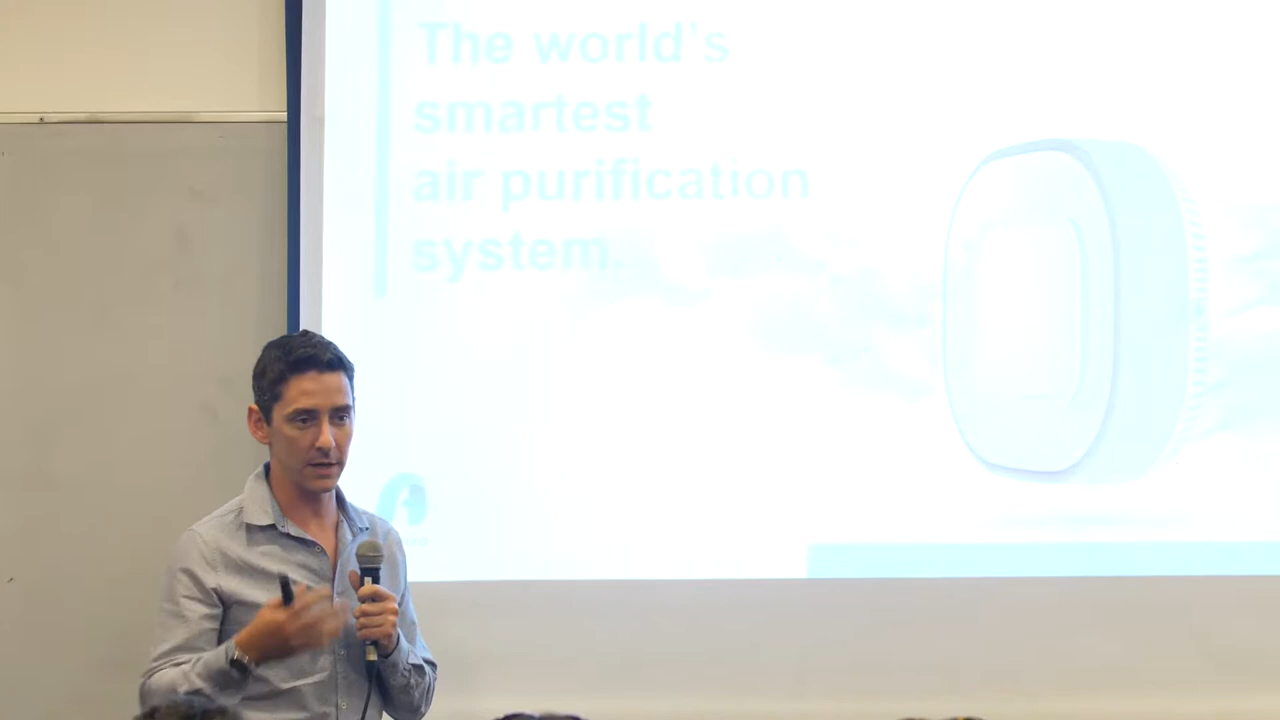 The world's
smartest
air purification
system.